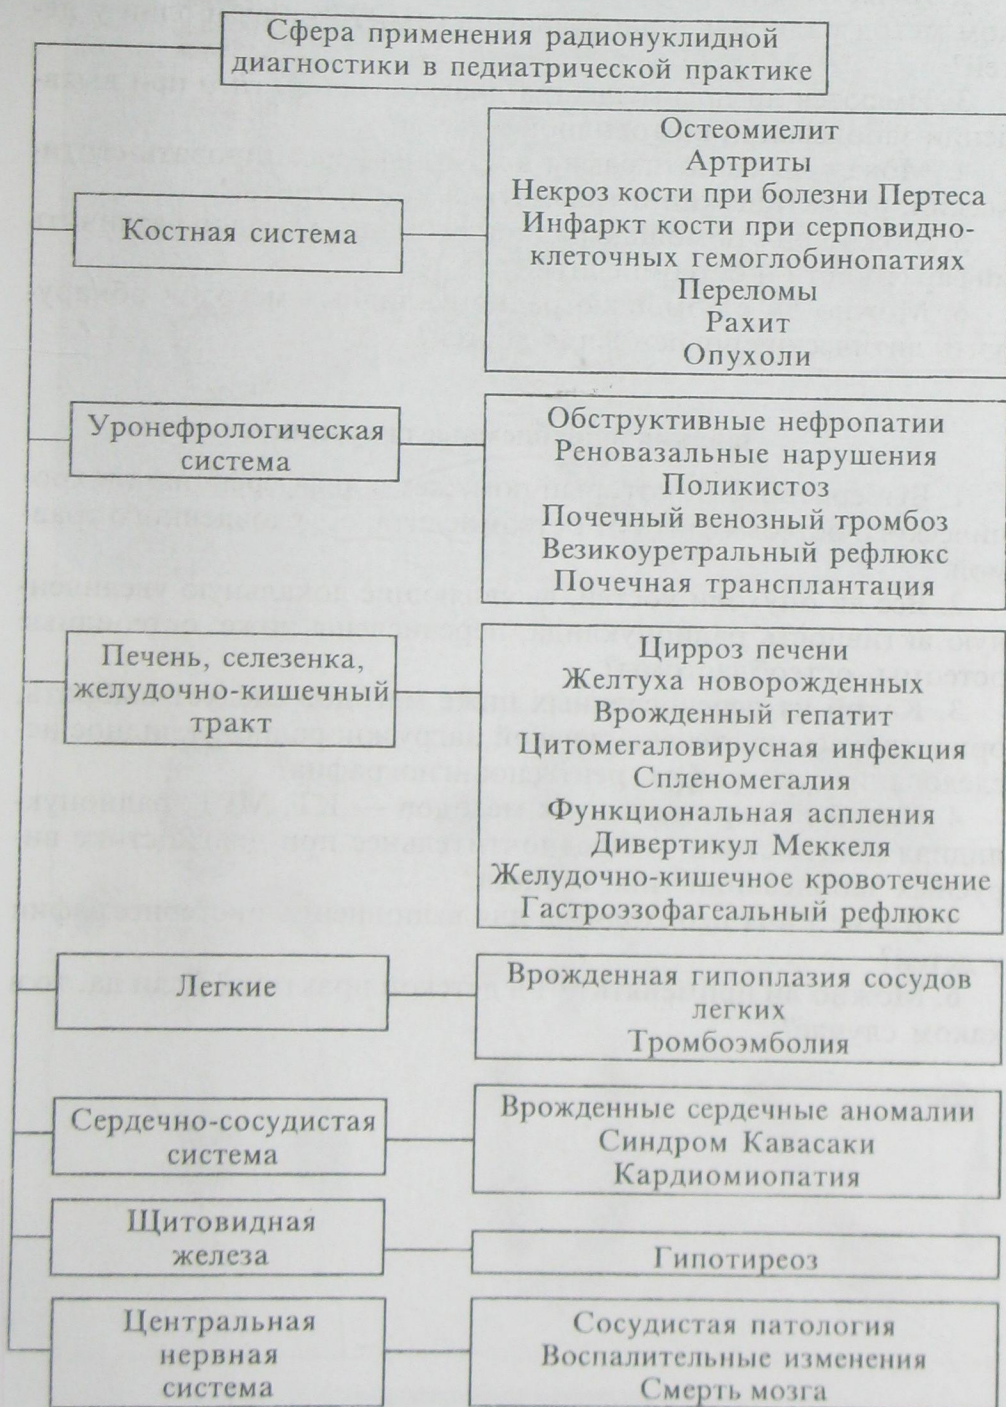 Сфера применения радионуклидной
диагностики в педиатрической практике
Костная система
Остеомиелит
Артриты
Некроз кости при болезни Пертеса
Инфаркт кости при серповидно-
клеточных гемоглобинопатиях
Переломы
Рахит
Опухоли
Уронефрологическая
система
Обструктивные нефропатии
Реновазальные нарушения
Поликистоз
Почечный венозный тромбоз
Везикоуретральный рефлюкс
Почечная трансплантация
Печень, селезенка,
желудочно-кишечный
тракт
Цирроз печени
Желтуха новорожденных
Врожденный гепатит
Цитомегаловирусная инфекция
Спленомегалия
Функциональная аспления
Дивертикул Меккеля
Желудочно-кишечное кровотечение
Гастроэзофагеальный рефлюкс
Легкие
Врожденная гипоплазия сосудов
легких
Тромбоэмболия
Сердечно-сосудистая
система
Врожденные сердечные аномалии
Синдром Кавасаки
Кардиомиопатия
Щитовидная
железа
Гипотиреоз
Центральная
нервная
система
Сосудистая патология
Воспалительные изменения
Смерть мозга